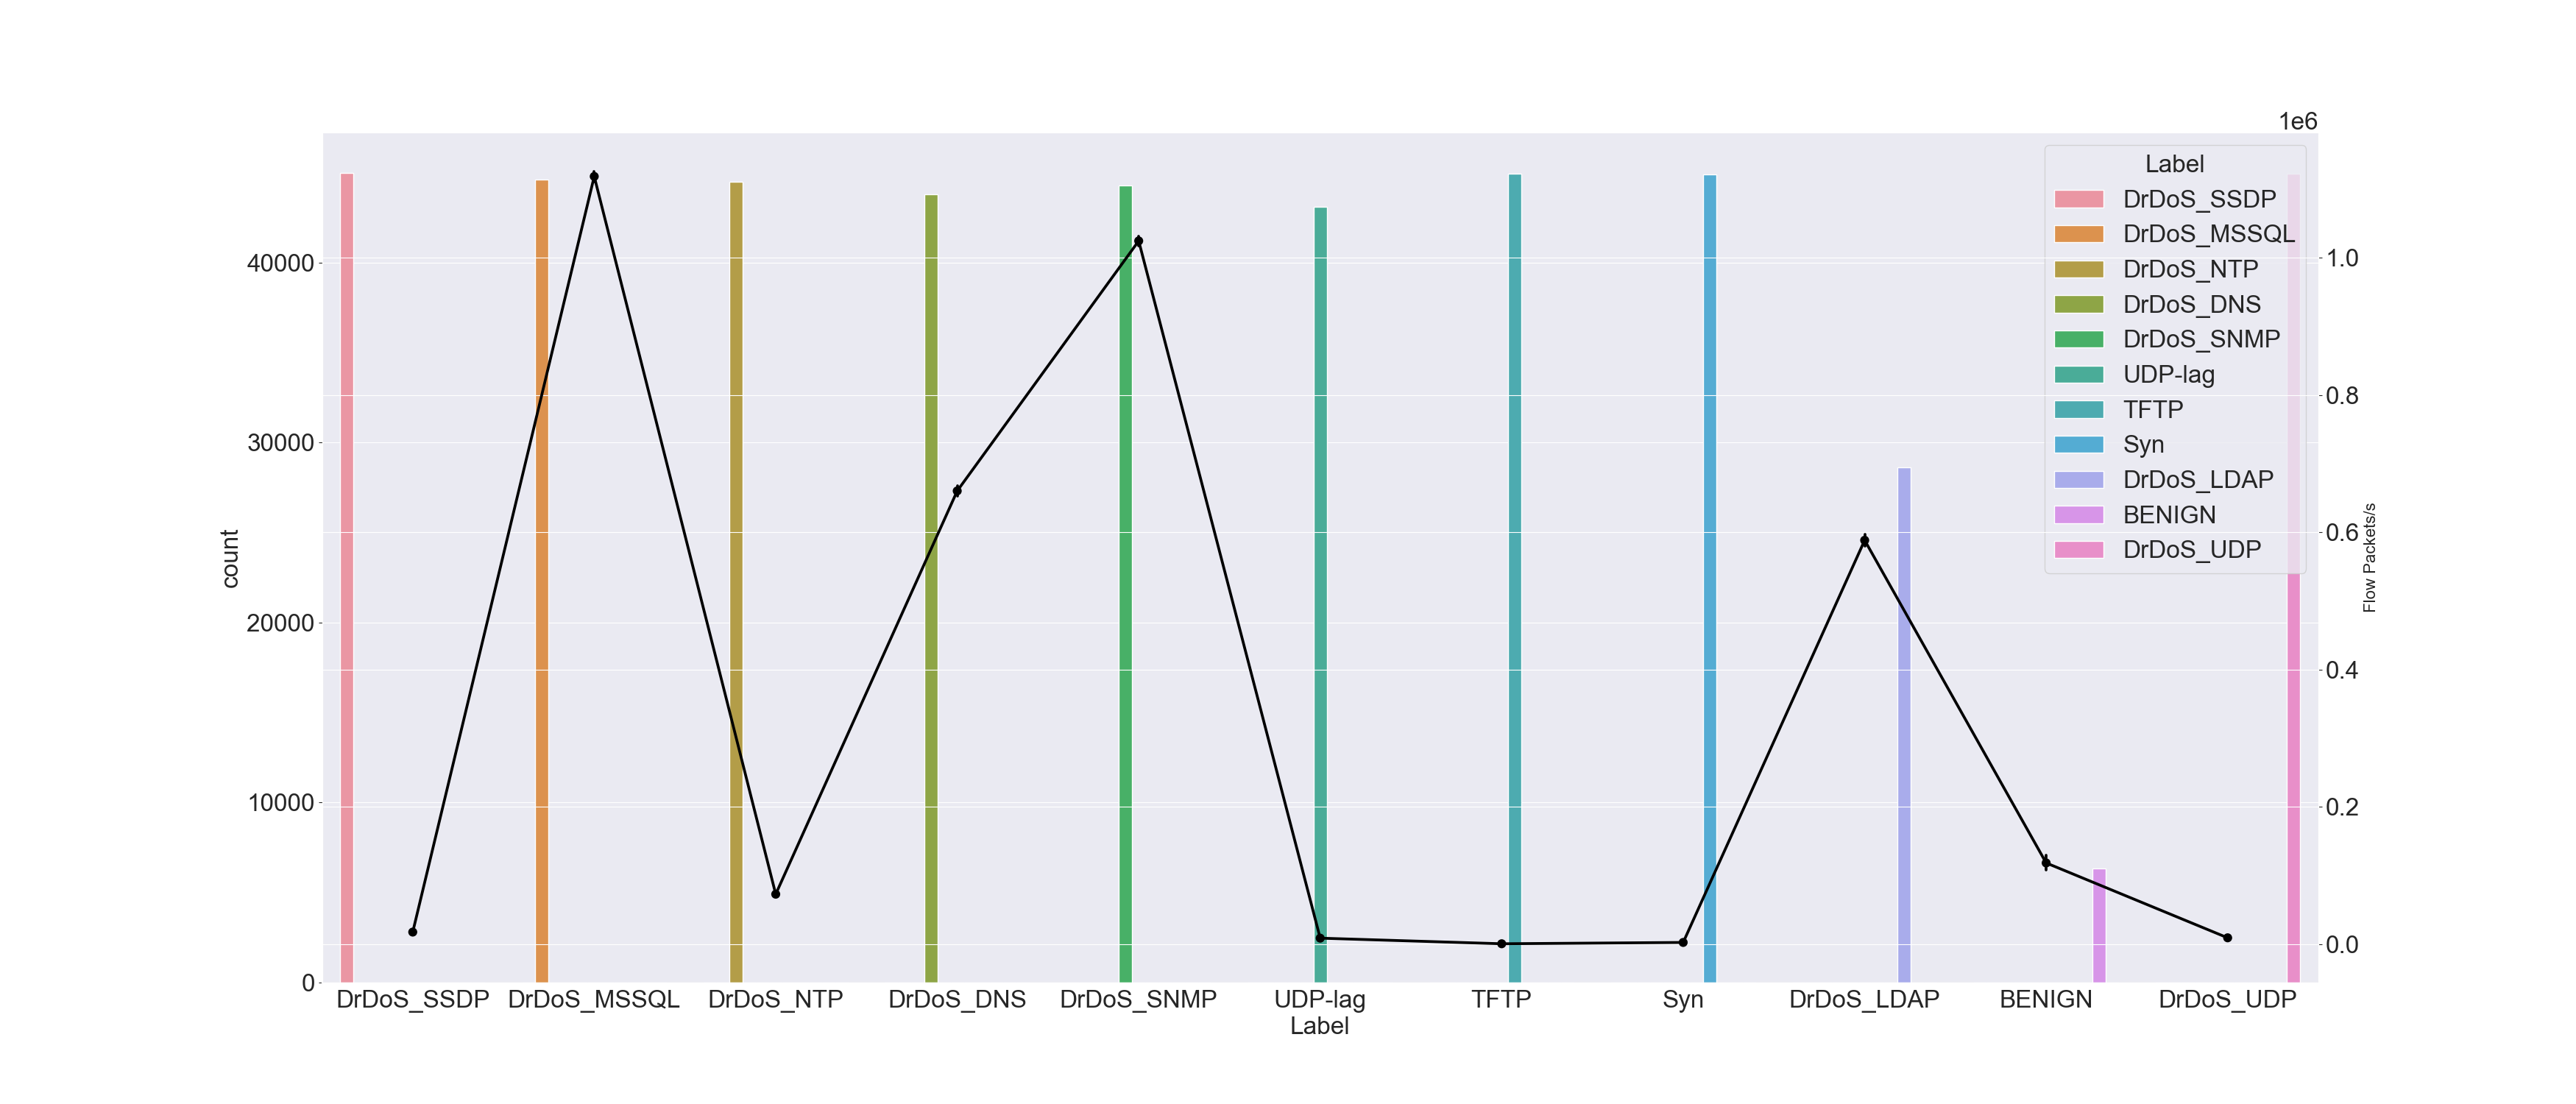 1e6
Label
DrDoS_SSDP
DrDoS_MSSQL
DrDoS_NTP
DrDoS_DNS
DrDoS_SNMP
UDP-lag
TFTP
Syn
DrDoS_LDAP
BENIGN
DrDoS_UDP
count
40000
30000
20000
10000
0
1.0
0.8
0.6
0.4
0.2
0.0
Flow Packets/s
DrDoS_SSDP DrDoS_MSSQL DrDoS_NTP DrDoS_DNS DrDoS_SNMP UDP-lag TFTP Syn DrDoS_LDAP BENIGN DrDoS_UDP
Label